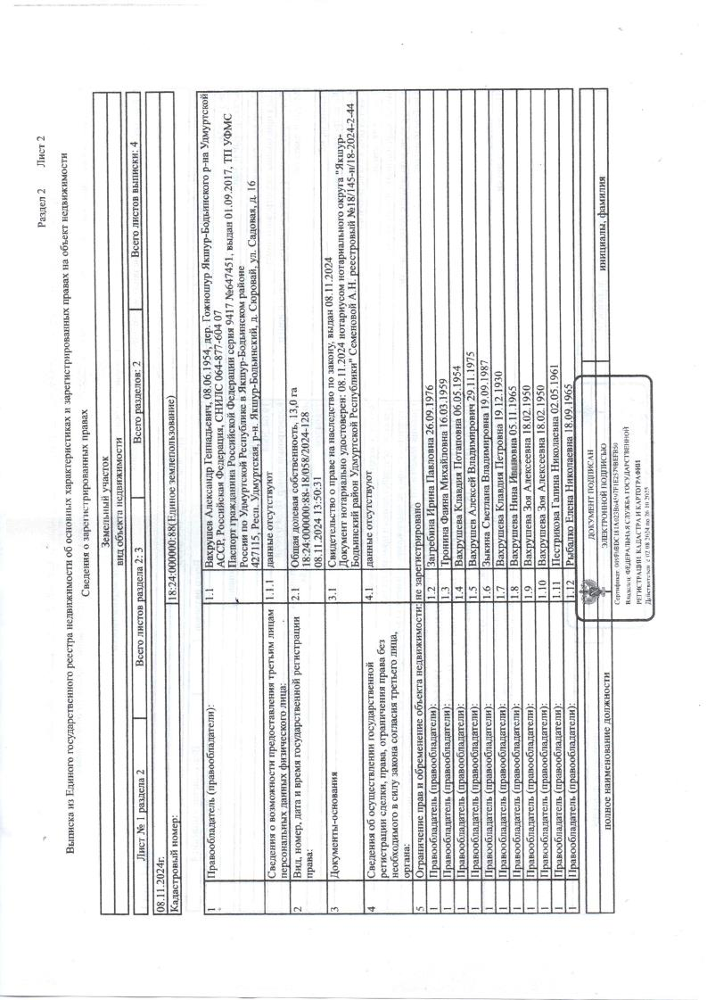 Раздел 2 Лист 2
Выписка из Единого государственного реестра недвижимости об основных характеристиках и зарегистрированных правах на объект недвижимости
Сведения о зарегистрированных правах
Земельный участок
вид объекта недвижимости
Лист № 1 раздела 2 Всего листов раздела 2: 3 Всего разделов: 2 Всего листов выписки: 4
08.11.2024г.
Кадастровый номер: 18:24:000000:88(Единое землепользование)
1 Правообладатель (правообладатели): 1.1 Вахрушев Александр Геннадьевич, 08.06.1954, дер. Гожношур Якшур-Бодьинского р-на Удмуртской
АССР, Российская Федерация, СНИЛС 064-877-604 07
Паспорт гражданина Российской Федерации серия 9417 №647451, выдан 01.09.2017, ТП УФМС
России по Удмуртской Республике в Якшур-Бодьинском районе
427115, Респ. Удмуртская, р-н. Якшур-Бодьинский, д. Сюровай, ул. Садовая, д. 16
Сведения о возможности предоставления третьим лицам 1.1.1 данные отсутствуют
персональных данных физического лица:
2 Вид, номер, дата и время государственной регистрации 2.1 Общая долевая собственность, 13,0 га
права: 18:24:000000:88-18/058/2024-128
08.11.2024 13:50:31
3 Документы-основания 3.1 Свидетельство о праве на наследство по закону, выдан 08.11.2024
Документ нотариально удостоверен: 08.11.2024 нотариусом нотариального округа "Якшур-
Бодьинский район Удмуртской Республики" Семеновой А.Н. реестровый №18/145-н/18-2024-2-44
4 Сведения об осуществлении государственной 4.1 данные отсутствуют
регистрации сделки, права, ограничения права без
необходимого в силу закона согласия третьего лица,
органа:
5 Ограничение прав и обременение объекта недвижимости: не зарегистрировано
1 Правообладатель (правообладатели): 1.2 Загребина Ирина Павловна 26.09.1976
1 Правообладатель (правообладатели): 1.3 Тронина Фаина Михайловна 16.03.1959
1 Правообладатель (правообладатели): 1.4 Вахрушева Клавдия Потаповна 06.05.1954
1 Правообладатель (правообладатели): 1.5 Вахрушев Алексей Владимирович 29.11.1975
1 Правообладатель (правообладатели): 1.6 Зыкина Светлана Владимировна 19.09.1987
1 Правообладатель (правообладатели): 1.7 Вахрушева Клавдия Петровна 19.12.1930
1 Правообладатель (правообладатели): 1.8 Вахрушева Нина Ивановна 05.11.1965
1 Правообладатель (правообладатели): 1.9 Вахрушева Зоя Алексеевна 18.02.1950
1 Правообладатель (правообладатели): 1.10 Вахрушева Зоя Алексеевна 18.02.1950
1 Правообладатель (правообладатели): 1.11 Пестрикова Галина Николаевна 02.05.1961
1 Правообладатель (правообладатели): 1.12 Рыбалко Елена Николаевна 18.09.1965
полное наименование должности инициалы, фамилия
ДОКУМЕНТ ПОДПИСАН
ЭЛЕКТРОННОЙ ПОДПИСЬЮ
Сертификат:
Владелец: ФЕДЕРАЛЬНАЯ СЛУЖБА ГОСУДАРСТВЕННОЙ
РЕГИСТРАЦИИ, КАДАСТРА И КАРТОГРАФИИ
Действителен: с 02.08.2024 по 26.10.2025